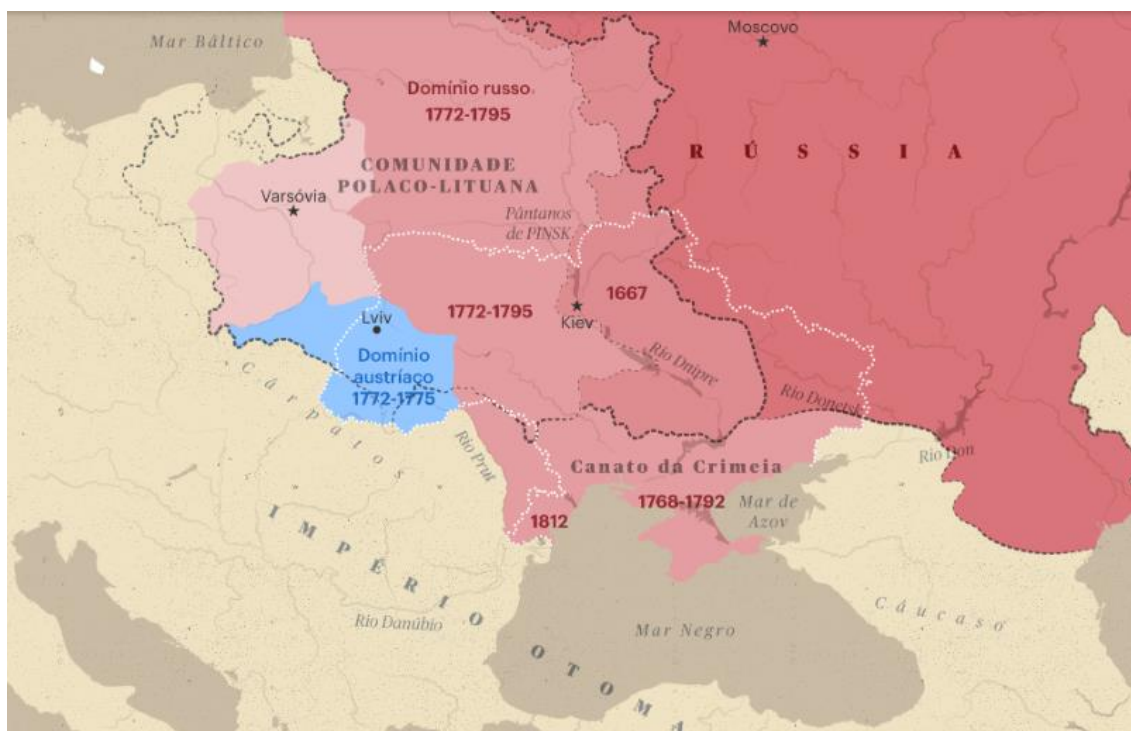 Moscovo
Mar Báltico
Domínio russo
1772-1795
RÚSSIA
COMUNIDADE
POLACO-LITUANA
Varsóvia
Pântanos
de PINSK
1667
1772-1795
Kiev
Lviv
Domínio
austríaco
1772-1775
Rio Dnipre
Cárpatos
Rio Donetsk
Rio Prut
Rio Don
Canato da Crimeia
1768-1792
Mar de
Azov
1812
IMPÉRIO OTOMA
Rio Danúbio
Mar Negro
Cáucaso